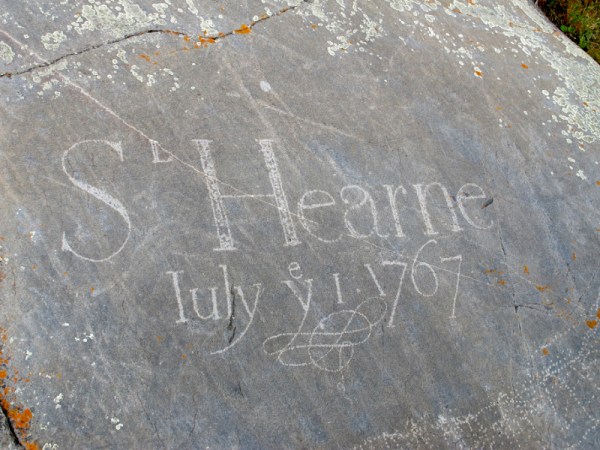 Sᴸ Hearne
Iuly yᵉ 1. 1767